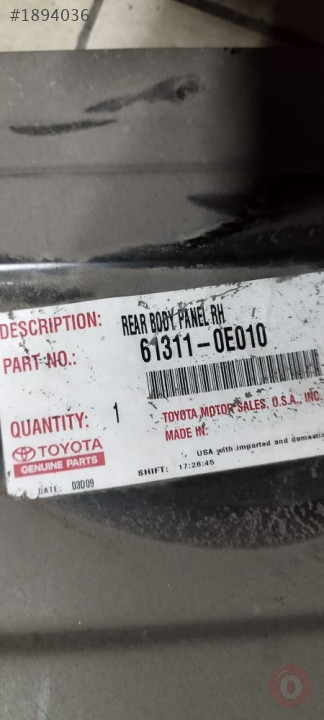 #1894036
DESCRIPTION: REAR BODY PANEL RH
PART NO.: 61311-0E010
QUANTITY: 1
TOYOTA MOTOR SALES, U.S.A., INC.
MADE IN:
USA with imported and domestic
TOYOTA
GENUINE PARTS
SHIFT: 17:28:45
DATE: 03D09